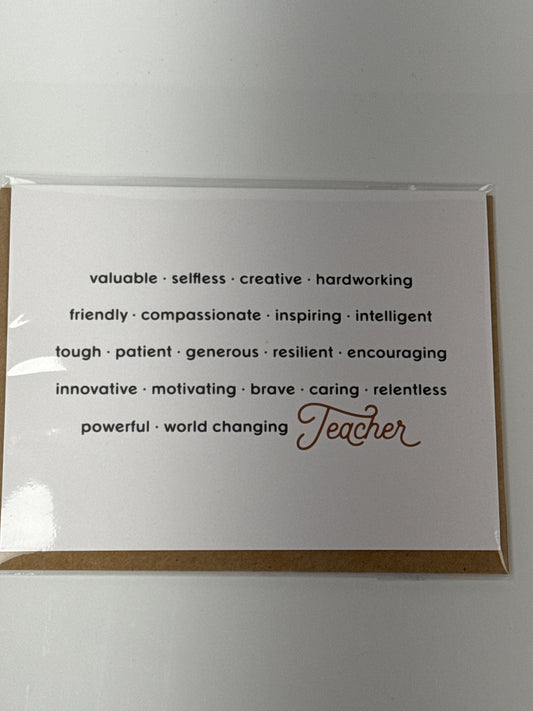 valuable · selfless · creative · hardworking
friendly · compassionate · inspiring · intelligent
tough · patient · generous · resilient · encouraging
innovative · motivating · brave · caring · relentless
powerful · world changing Teacher